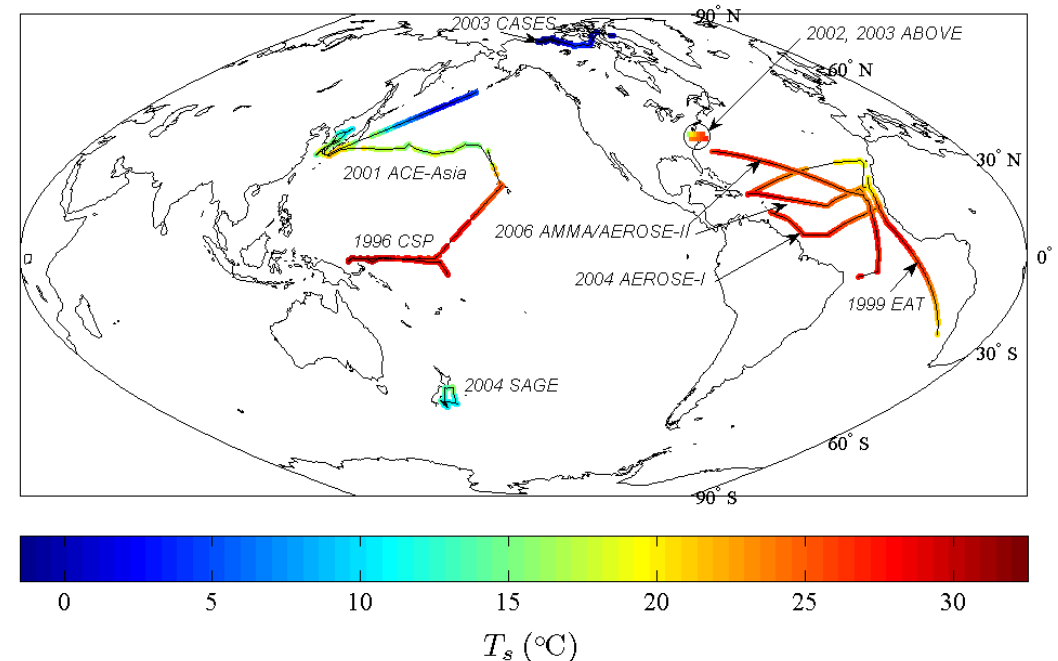 90° N
2003 CASES
2002, 2003 ABOVE
60° N
30° N
2001 ACE-Asia
1996 CSP
2006 AMMA/AEROSE-II
0°
2004 AEROSE-I
1999 EAT
30° S
2004 SAGE
60° S
90° S
0 5 10 15 20 25 30
Ts (°C)